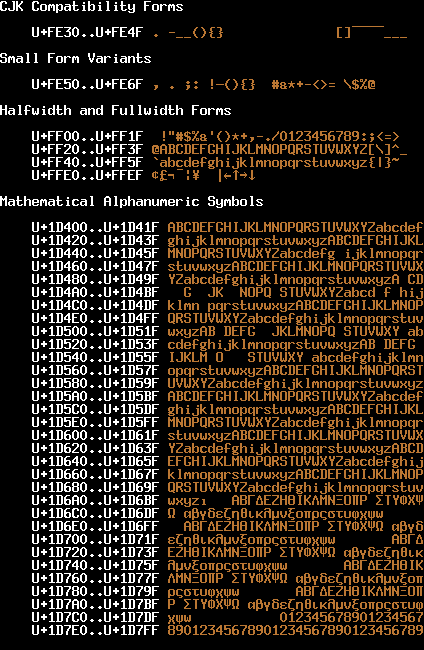 CJK Compatibility Forms
U+FE30..U+FE4F . -__(){} []‾‾‾‾___
Small Form Variants
U+FE50..U+FE6F , . ;: !-(){} #a*+-<>= \$%@
Halfwidth and Fullwidth Forms
U+FF00..U+FF1F !"#$%a'()*+,-./0123456789:;<=>
U+FF20..U+FF3F @ABCDEFGHIJKLMNOPQRSTUVWXYZ[\]^_
U+FF40..U+FF5F `abcdefghijklmnopqrstuvwxyz{|}~
U+FFE0..U+FFEF ¢£¬¯¦¥ |←↑→↓
Mathematical Alphanumeric Symbols
U+1D400..U+1D41F ABCDEFGHIJKLMNOPQRSTUVWXYZabcdef
U+1D420..U+1D43F ghijklmnopqrstuvwxyzABCDEFGHIJKL
U+1D440..U+1D45F MNOPQRSTUVWXYZabcdefg ijklmnopqr
U+1D460..U+1D47F stuvwxyzABCDEFGHIJKLMNOPQRSTUVWX
U+1D480..U+1D49F YZabcdefghijklmnopqrstuvwxyzA CD
U+1D4A0..U+1D4BF G JK NOPQ STUVWXYZabcd f hij
U+1D4C0..U+1D4DF klmn pqrstuvwxyzABCDEFGHIJKLMNOP
U+1D4E0..U+1D4FF QRSTUVWXYZabcdefghijklmnopqrstuv
U+1D500..U+1D51F wxyzAB DEFG JKLMNOPQ STUVWXY ab
U+1D520..U+1D53F cdefghijklmnopqrstuvwxyzAB DEFG
U+1D540..U+1D55F IJKLM O STUVWXY abcdefghijklmn
U+1D560..U+1D57F opqrstuvwxyzABCDEFGHIJKLMNOPQRST
U+1D580..U+1D59F UVWXYZabcdefghijklmnopqrstuvwxyz
U+1D5A0..U+1D5BF ABCDEFGHIJKLMNOPQRSTUVWXYZabcdef
U+1D5C0..U+1D5DF ghijklmnopqrstuvwxyzABCDEFGHIJKL
U+1D5E0..U+1D5FF MNOPQRSTUVWXYZabcdefghijklmnopqr
U+1D600..U+1D61F stuvwxyzABCDEFGHIJKLMNOPQRSTUVWX
U+1D620..U+1D63F YZabcdefghijklmnopqrstuvwxyzABCD
U+1D640..U+1D65F EFGHIJKLMNOPQRSTUVWXYZabcdefghij
U+1D660..U+1D67F klmnopqrstuvwxyzABCDEFGHIJKLMNOP
U+1D680..U+1D69F QRSTUVWXYZabcdefghijklmnopqrstuv
U+1D6A0..U+1D6BF wxyzı ΑΒΓΔΕΖΗΘΙΚΛΜΝΞΟΠΡ ΣΤΥΦΧΨ
U+1D6C0..U+1D6DF Ω αβγδεζηθικλμνξοπρςστυφχψω
U+1D6E0..U+1D6FF ΑΒΓΔΕΖΗΘΙΚΛΜΝΞΟΠΡ ΣΤΥΦΧΨΩ αβγδ
U+1D700..U+1D71F εζηθικλμνξοπρςστυφχψω ΑΒΓΔ
U+1D720..U+1D73F ΕΖΗΘΙΚΛΜΝΞΟΠΡ ΣΤΥΦΧΨΩ αβγδεζηθικ
U+1D740..U+1D75F λμνξοπρςστυφχψω ΑΒΓΔΕΖΗΘΙΚ
U+1D760..U+1D77F ΛΜΝΞΟΠΡ ΣΤΥΦΧΨΩ αβγδεζηθικλμνξοπ
U+1D780..U+1D79F ρςστυφχψω ΑΒΓΔΕΖΗΘΙΚΛΜΝΞΟΠ
U+1D7A0..U+1D7BF Ρ ΣΤΥΦΧΨΩ αβγδεζηθικλμνξοπρςστυφ
U+1D7C0..U+1D7DF χψω 012345678901234567
U+1D7E0..U+1D7FF 89012345678901234567890123456789